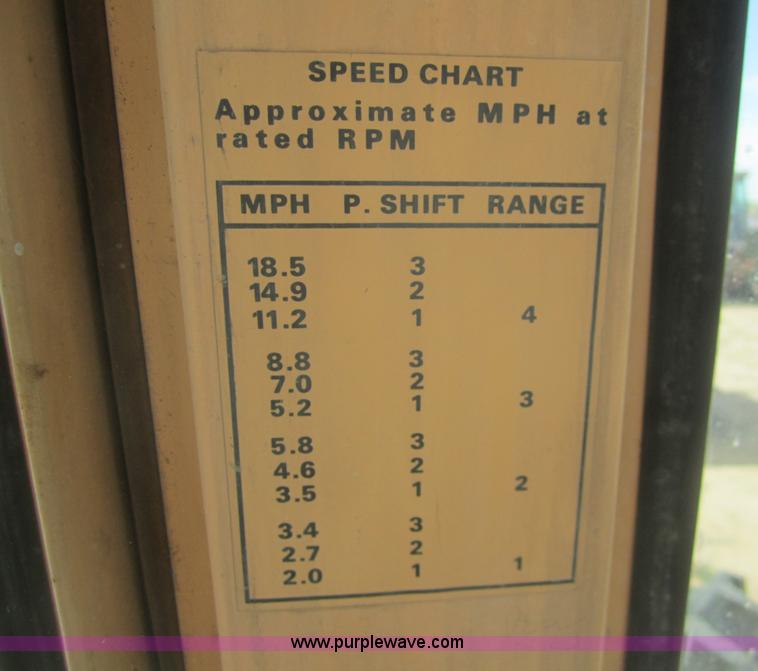 SPEED CHART
Approximate MPH at
rated RPM
MPH P. SHIFT RANGE
18.5 3
14.9 2
11.2 1 4
8.8 3
7.0 2
5.2 1 3
5.8 3
4.6 2
3.5 1 2
3.4 3
2.7 2
2.0 1 1
www.purplewave.com